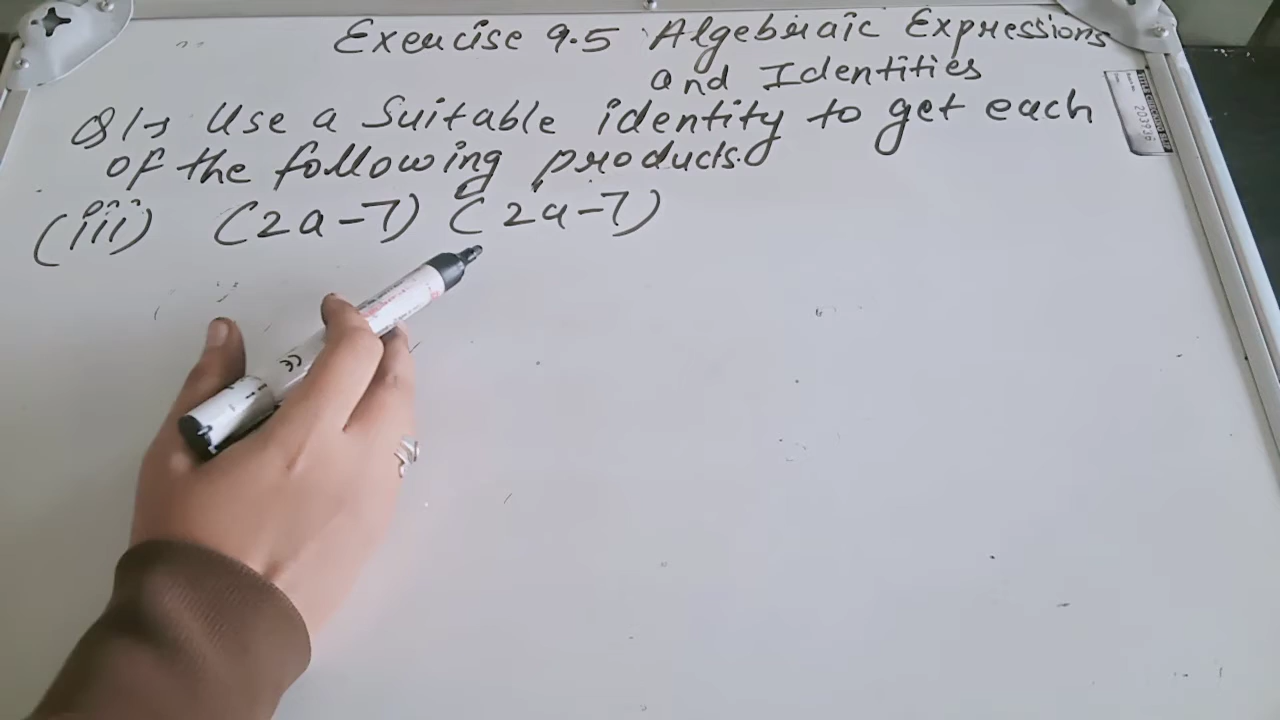 Exercise 9.5 Algebraic Expressions
and Identities
Q1→ Use a Suitable identity to get each
of the following products.
(iii) (2a-7) (2a-7)